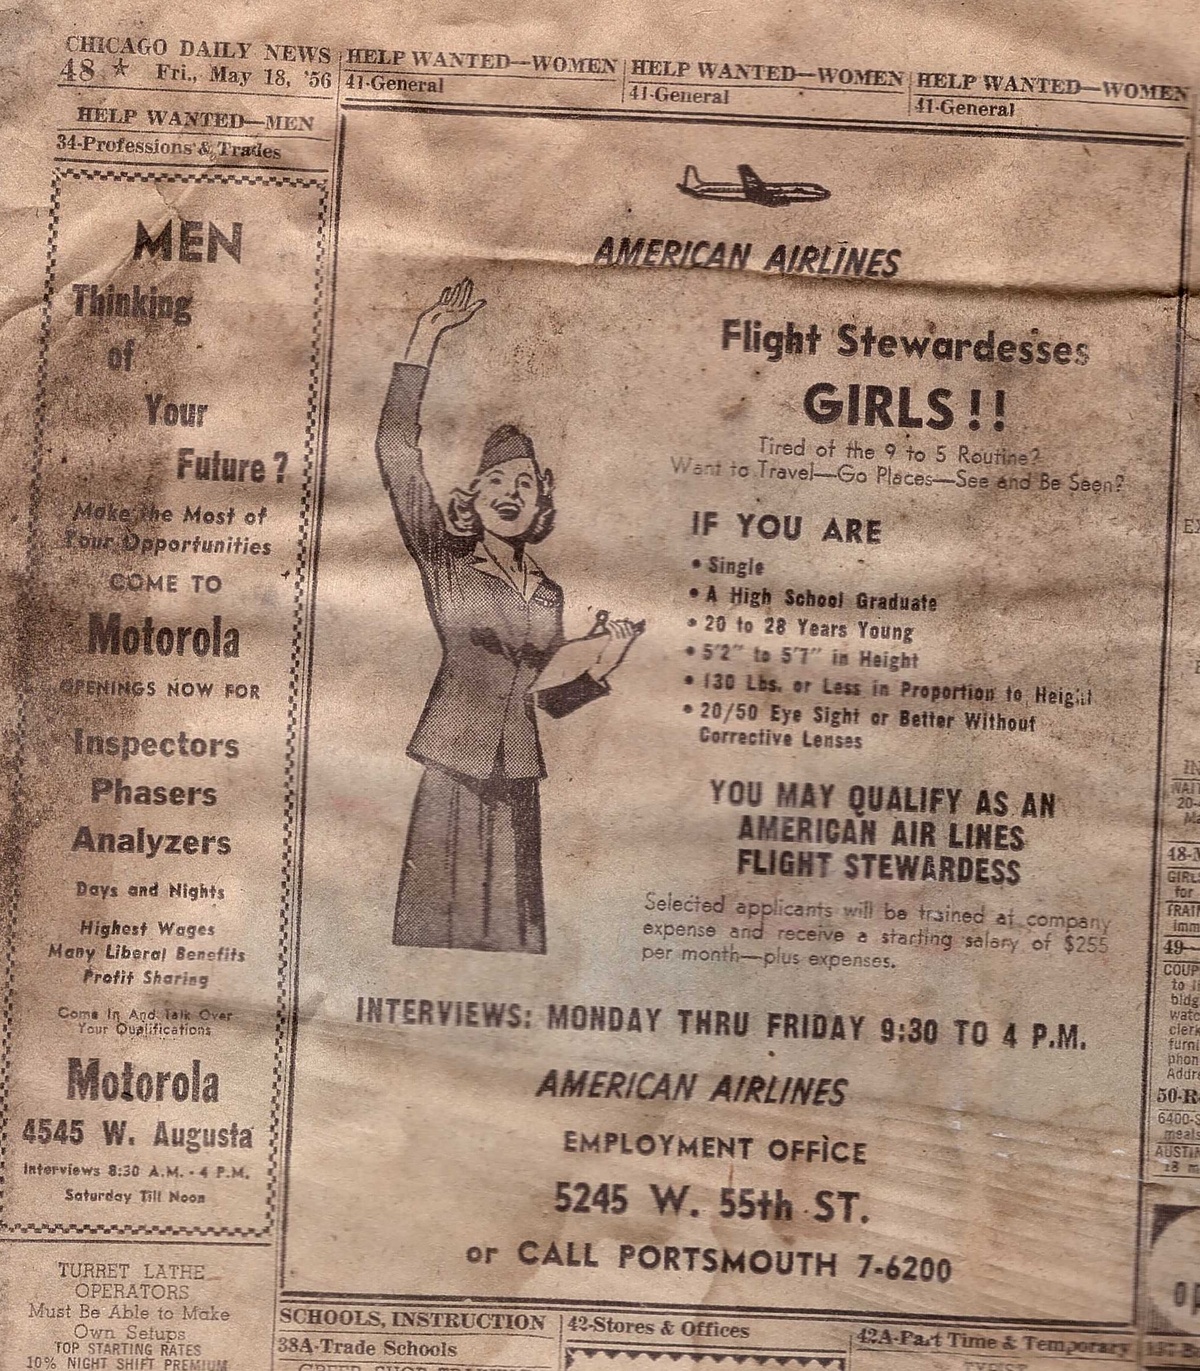 CHICAGO DAILY NEWS
48 ★ Fri., May 18, '56
HELP WANTED—MEN
34-Professions & Trades
MEN
Thinking
of
Your
Future?
Make the Most of
Your Opportunities
COME TO
Motorola
OPENINGS NOW FOR
Inspectors
Phasers
Analyzers
Days and Nights
Highest Wages
Many Liberal Benefits
Profit Sharing
Come In And Talk Over
Your Qualifications
Motorola
4545 W. Augusta
Interviews 8:30 A.M. - 4 P.M.
Saturday Till Noon
TURRET LATHE
OPERATORS
Must Be Able to Make
Own Setups
TOP STARTING RATES
10% NIGHT SHIFT PREMIUM
HELP WANTED—WOMEN
41-General
HELP WANTED—WOMEN
41-General
HELP WANTED—WOMEN
41-General
AMERICAN AIRLINES
Flight Stewardesses
GIRLS!!
Tired of the 9 to 5 Routine?
Want to Travel—Go Places—See and Be Seen?
IF YOU ARE
• Single
• A High School Graduate
• 20 to 28 Years Young
• 5'2" to 5'7" in Height
• 130 Lbs. or Less in Proportion to Height
• 20/50 Eye Sight or Better Without
Corrective Lenses
YOU MAY QUALIFY AS AN
AMERICAN AIR LINES
FLIGHT STEWARDESS
Selected applicants will be trained at company
expense and receive a starting salary of $255
per month—plus expenses.
INTERVIEWS: MONDAY THRU FRIDAY 9:30 TO 4 P.M.
AMERICAN AIRLINES
EMPLOYMENT OFFICE
5245 W. 55th ST.
or CALL PORTSMOUTH 7-6200
SCHOOLS, INSTRUCTION
38A-Trade Schools
42-Stores & Offices
42A-Part Time & Temporary